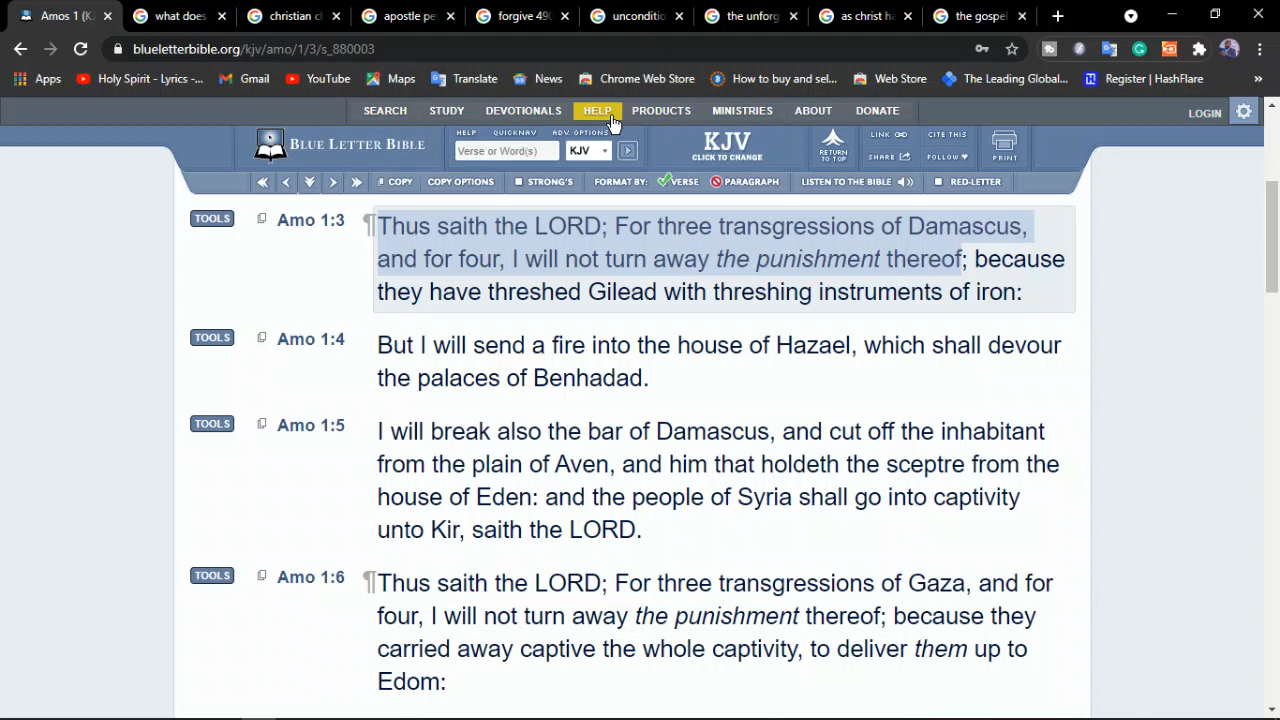 Amos 1 (K
what does
christian cl
apostle pe
forgive 490
unconditio
the unforg
as christ ha
the gospel
blueletterbible.org/kjv/amo/1/3/s_880003
Apps
Holy Spirit - Lyrics -...
Gmail
YouTube
Maps
Translate
News
Chrome Web Store
How to buy and sel...
Web Store
The Leading Global...
Register | HashFlare
SEARCH STUDY DEVOTIONALS HELP PRODUCTS MINISTRIES ABOUT DONATE
LOGIN
BLUE LETTER BIBLE
HELP QUICKNAV ADV. OPTIONS
Verse or Word(s)
KJV
KJV
CLICK TO CHANGE
RETURN
TO TOP
LINK
CITE THIS
SHARE
FOLLOW
PRINT
COPY
COPY OPTIONS
STRONG'S
FORMAT BY:
VERSE
PARAGRAPH
LISTEN TO THE BIBLE
RED-LETTER
TOOLS
Amo 1:3
¶Thus saith the LORD; For three transgressions of Damascus,
and for four, I will not turn away the punishment thereof; because
they have threshed Gilead with threshing instruments of iron:
TOOLS
Amo 1:4
But I will send a fire into the house of Hazael, which shall devour
the palaces of Benhadad.
TOOLS
Amo 1:5
I will break also the bar of Damascus, and cut off the inhabitant
from the plain of Aven, and him that holdeth the sceptre from the
house of Eden: and the people of Syria shall go into captivity
unto Kir, saith the LORD.
TOOLS
Amo 1:6
¶Thus saith the LORD; For three transgressions of Gaza, and for
four, I will not turn away the punishment thereof; because they
carried away captive the whole captivity, to deliver them up to
Edom: